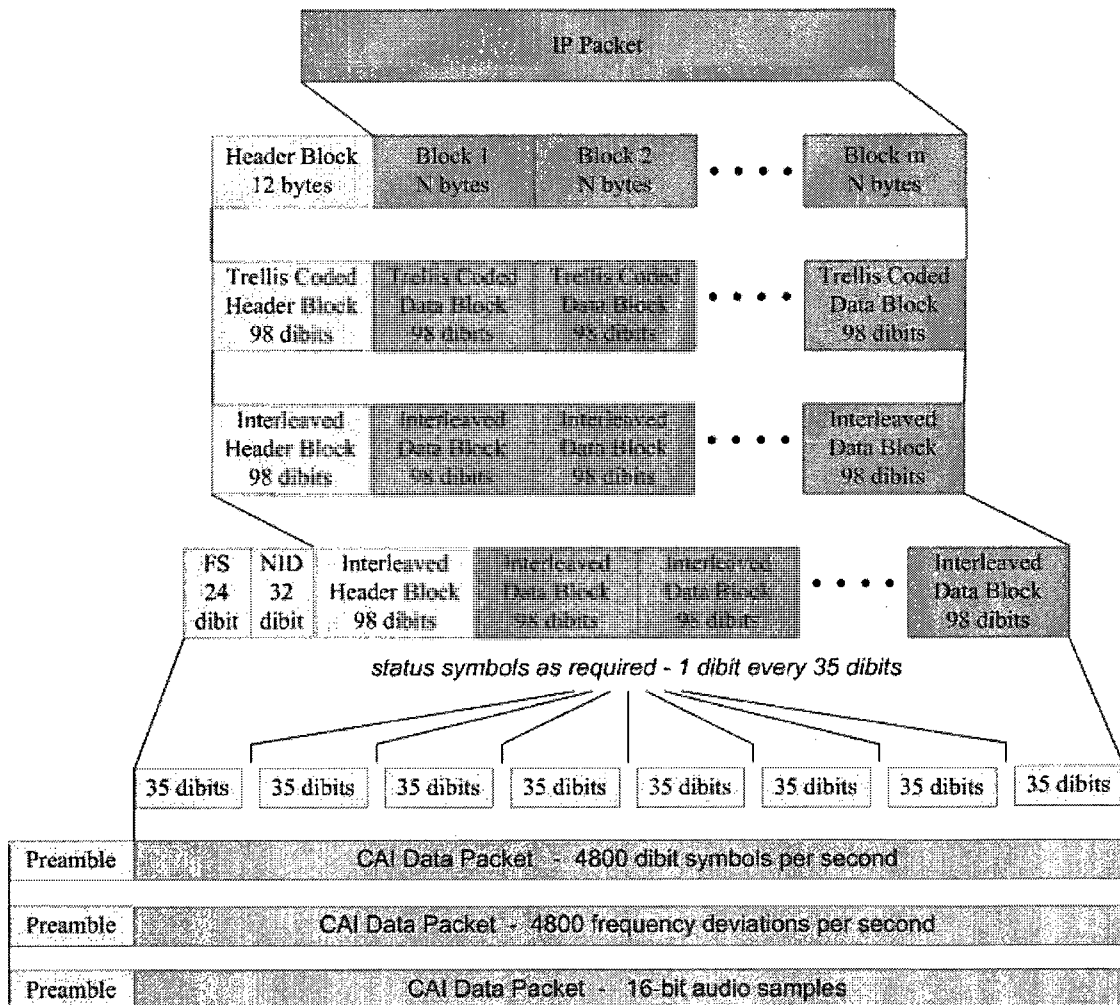 IP Packet
Header Block
12 bytes
Block 1
N bytes
Block 2
N bytes
• • • •
Block m
N bytes
Trellis Coded
Header Block
98 dibits
Trellis Coded
Data Block
98 dibits
Trellis Coded
Data Block
98 dibits
• • • •
Trellis Coded
Data Block
98 dibits
Interleaved
Header Block
98 dibits
Interleaved
Data Block
98 dibits
Interleaved
Data Block
98 dibits
• • • •
Interleaved
Data Block
98 dibits
FS
24
dibit
NID
32
dibit
Interleaved
Header Block
98 dibits
Interleaved
Data Block
98 dibits
Interleaved
Data Block
98 dibits
• • • •
Interleaved
Data Block
98 dibits
status symbols as required - 1 dibit every 35 dibits
35 dibits
35 dibits
35 dibits
35 dibits
35 dibits
35 dibits
35 dibits
35 dibits
Preamble
CAI Data Packet - 4800 dibit symbols per second
Preamble
CAI Data Packet - 4800 frequency deviations per second
Preamble
CAI Data Packet - 16-bit audio samples